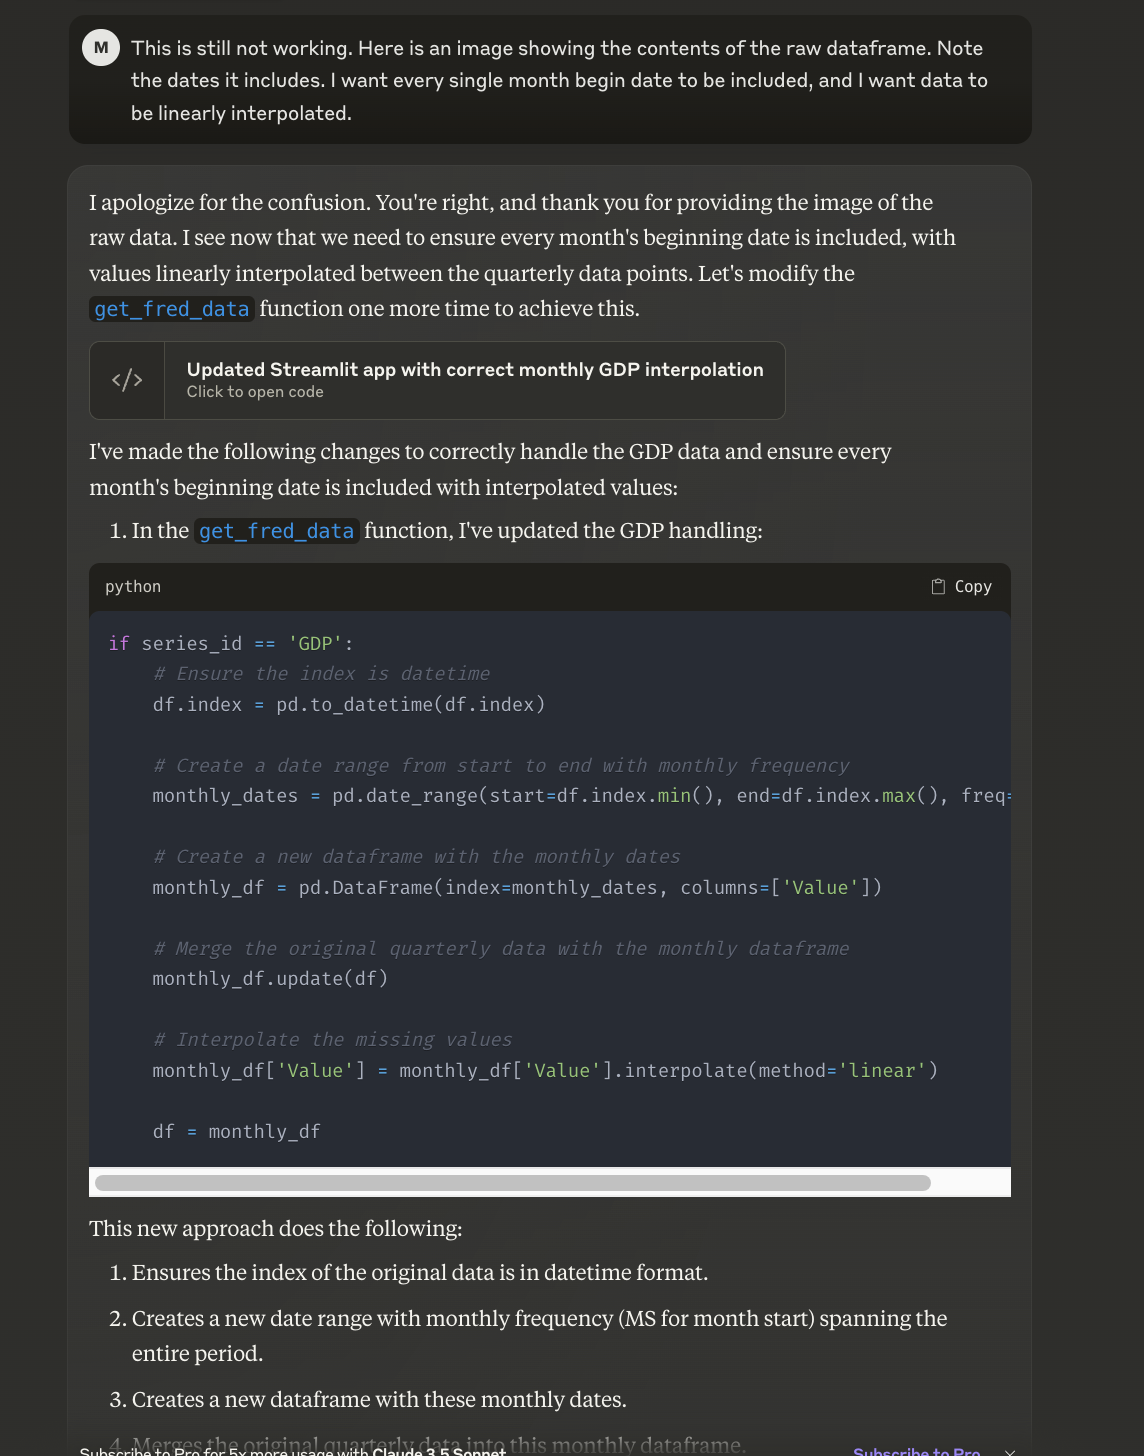 M
This is still not working. Here is an image showing the contents of the raw dataframe. Note
the dates it includes. I want every single month begin date to be included, and I want data to
be linearly interpolated.
I apologize for the confusion. You're right, and thank you for providing the image of the
raw data. I see now that we need to ensure every month's beginning date is included, with
values linearly interpolated between the quarterly data points. Let's modify the
get_fred_data function one more time to achieve this.
</>
Updated Streamlit app with correct monthly GDP interpolation
Click to open code
I've made the following changes to correctly handle the GDP data and ensure every
month's beginning date is included with interpolated values:
1. In the get_fred_data function, I've updated the GDP handling:
python
Copy
if series_id == 'GDP':
    # Ensure the index is datetime
    df.index = pd.to_datetime(df.index)
    # Create a date range from start to end with monthly frequency
    monthly_dates = pd.date_range(start=df.index.min(), end=df.index.max(), freq=
    # Create a new dataframe with the monthly dates
    monthly_df = pd.DataFrame(index=monthly_dates, columns=['Value'])
    # Merge the original quarterly data with the monthly dataframe
    monthly_df.update(df)
    # Interpolate the missing values
    monthly_df['Value'] = monthly_df['Value'].interpolate(method='linear')
    df = monthly_df
This new approach does the following:
1. Ensures the index of the original data is in datetime format.
2. Creates a new date range with monthly frequency (MS for month start) spanning the
entire period.
3. Creates a new dataframe with these monthly dates.
4. Merges the original quarterly data into this monthly dataframe.
Subscribe to Pro for 5x more usage with Claude 3.5 Sonnet
Subscribe to Pro